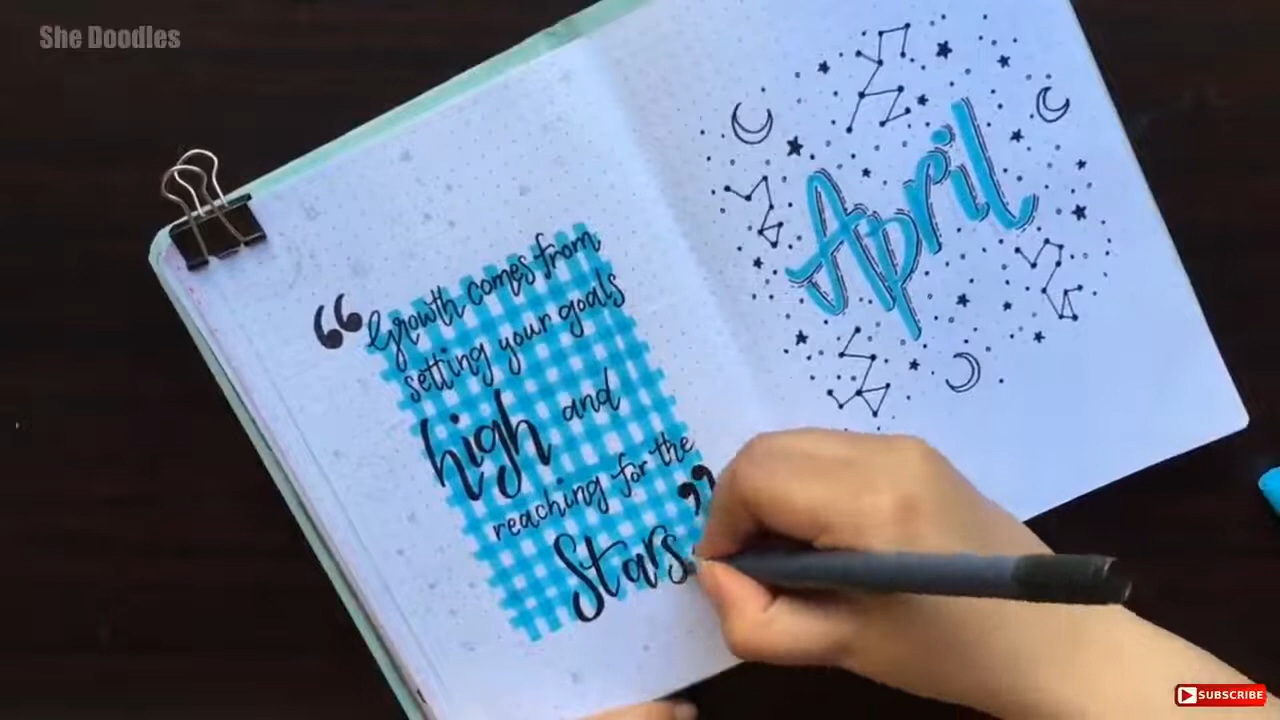 She Doodles
April
“Growth comes from
setting your goals
high and
reaching for the
Stars”
SUBSCRIBE